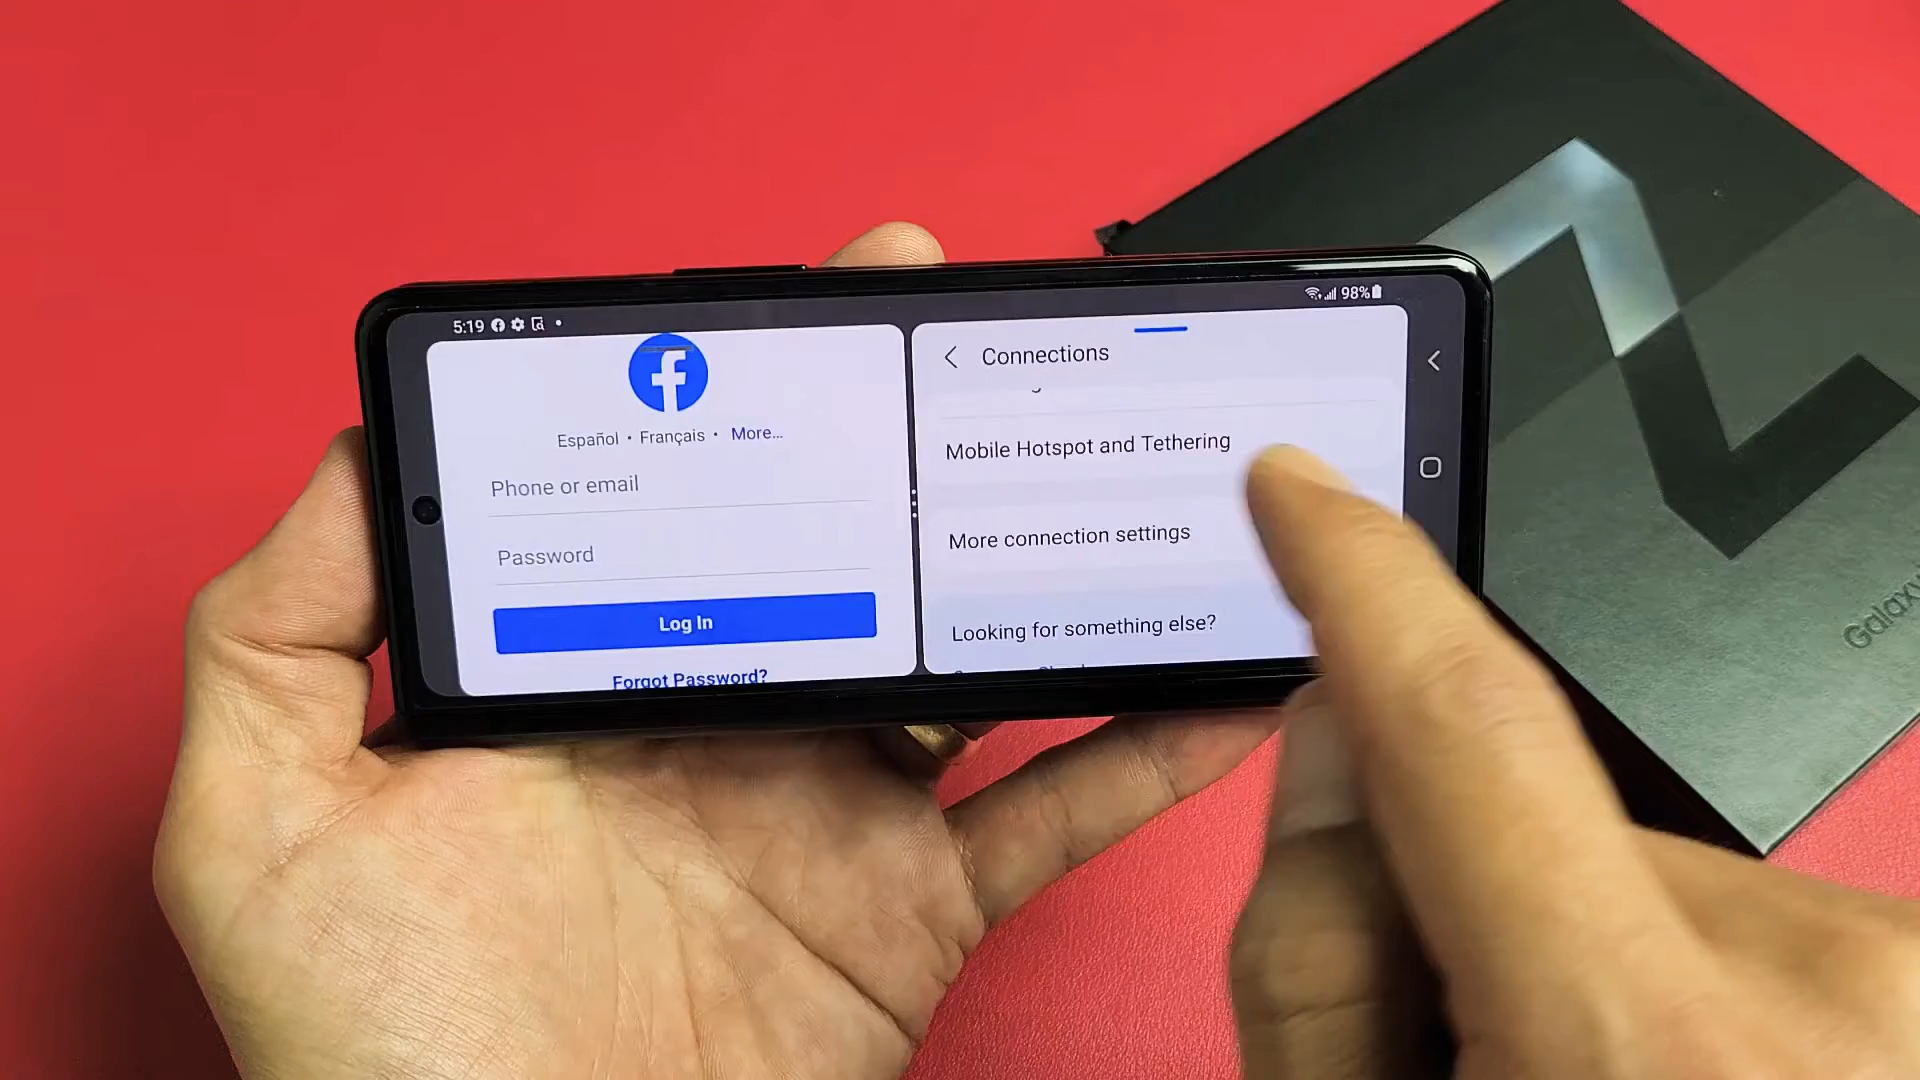 5:19
98%
f
Español • Français • More...
Phone or email
Password
Log In
Forgot Password?
Connections
Mobile Hotspot and Tethering
More connection settings
Looking for something else?
Galaxy